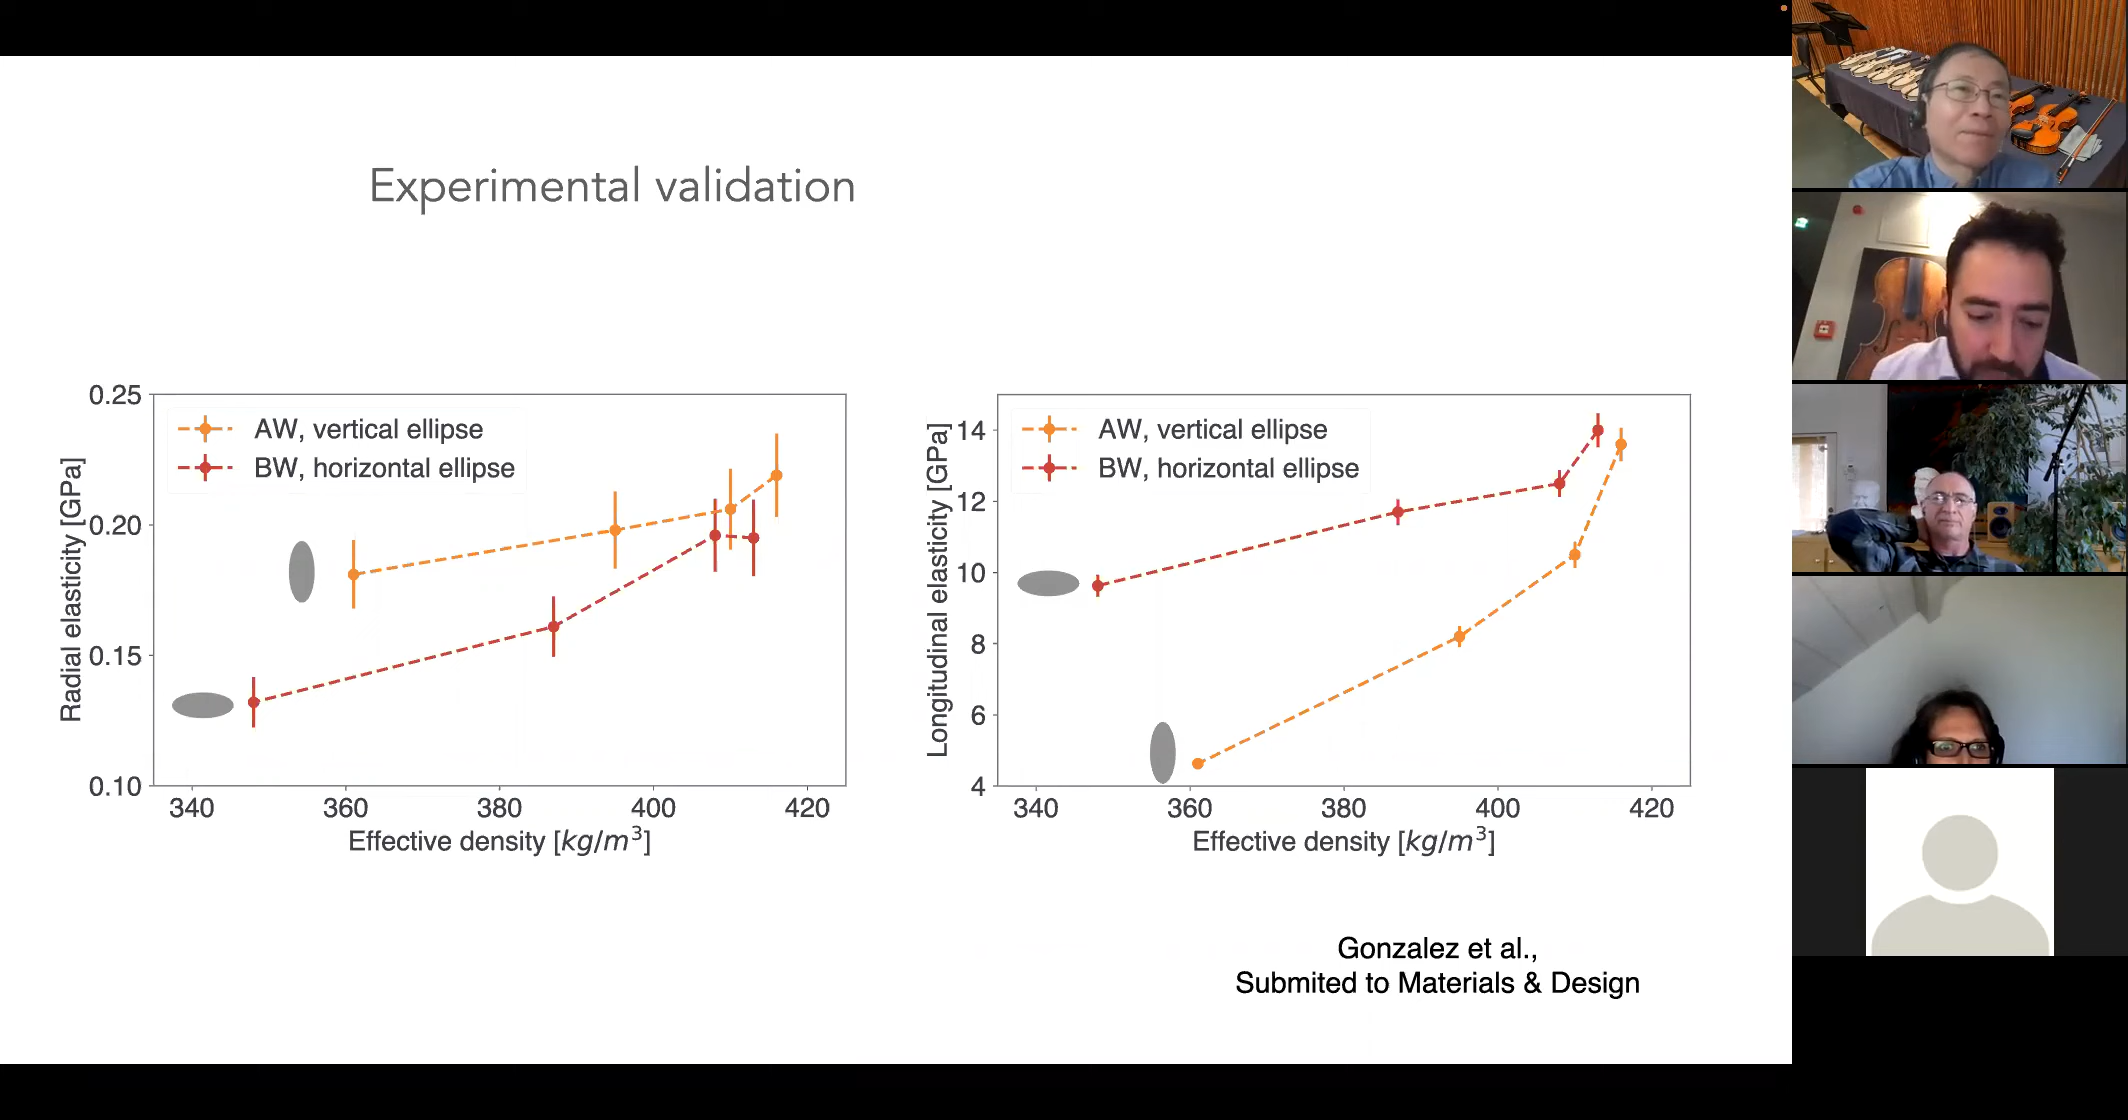 Experimental validation
0.25
0.20
0.15
0.10
Radial elasticity [GPa]
AW, vertical ellipse
BW, horizontal ellipse
340 360 380 400 420
Effective density [kg/m³]
14
12
10
8
6
4
Longitudinal elasticity [GPa]
AW, vertical ellipse
BW, horizontal ellipse
340 360 380 400 420
Effective density [kg/m³]
Gonzalez et al.,
Submited to Materials & Design